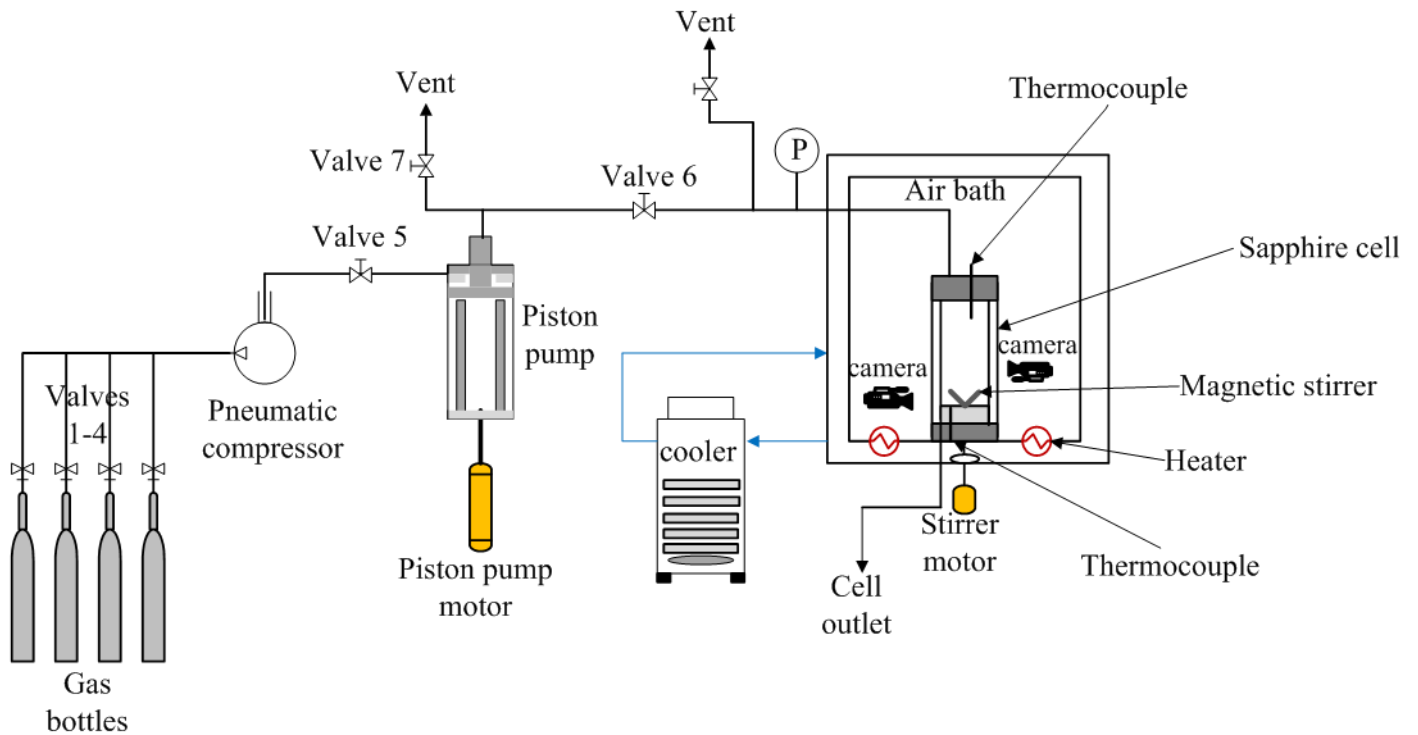 Vent
Vent
Thermocouple
Valve 7
P
Valve 6
Air bath
Valve 5
Sapphire cell
Piston
pump
camera
camera
Magnetic stirrer
Valves
1-4
Pneumatic
compressor
cooler
Heater
Stirrer
motor
Piston pump
motor
Thermocouple
Cell
outlet
Gas
bottles